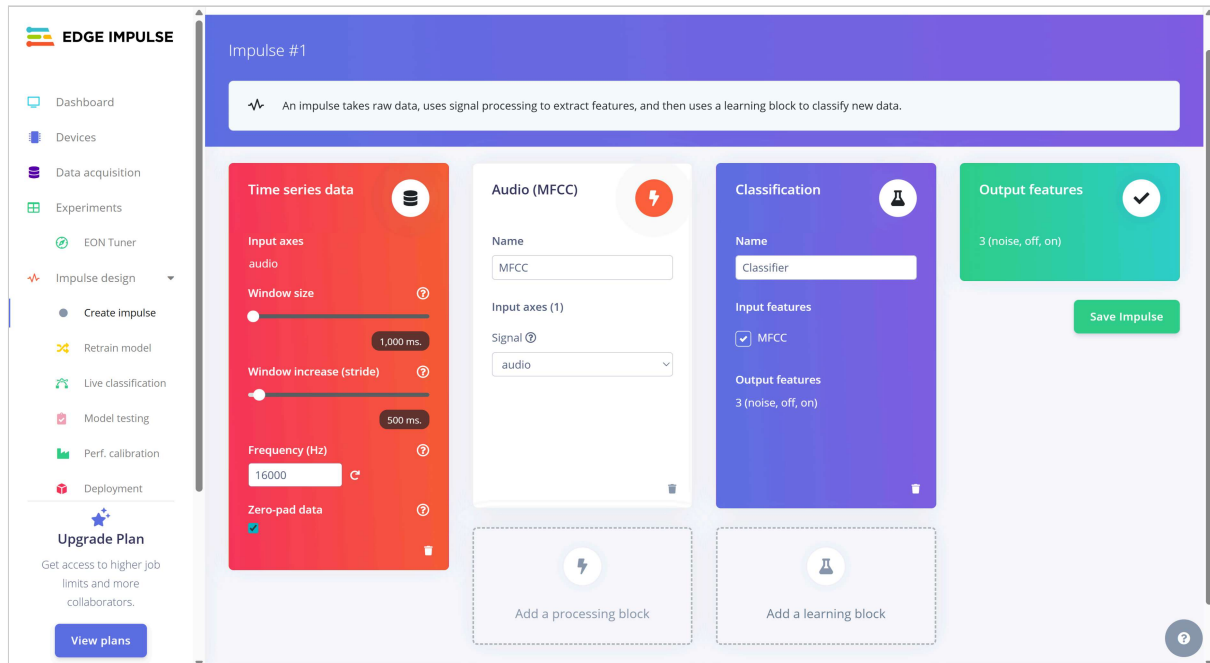 EDGE IMPULSE
Dashboard
Devices
Data acquisition
Experiments
EON Tuner
Impulse design
Create impulse
Retrain model
Live classification
Model testing
Perf. calibration
Deployment
Upgrade Plan
Get access to higher job
limits and more
collaborators.
View plans
Impulse #1
An impulse takes raw data, uses signal processing to extract features, and then uses a learning block to classify new data.
Time series data
Input axes
audio
Window size
1,000 ms.
Window increase (stride)
500 ms.
Frequency (Hz)
16000
Zero-pad data
Audio (MFCC)
Name
MFCC
Input axes (1)
Signal
audio
Add a processing block
Classification
Name
Classifier
Input features
MFCC
Output features
3 (noise, off, on)
Add a learning block
Output features
3 (noise, off, on)
Save Impulse